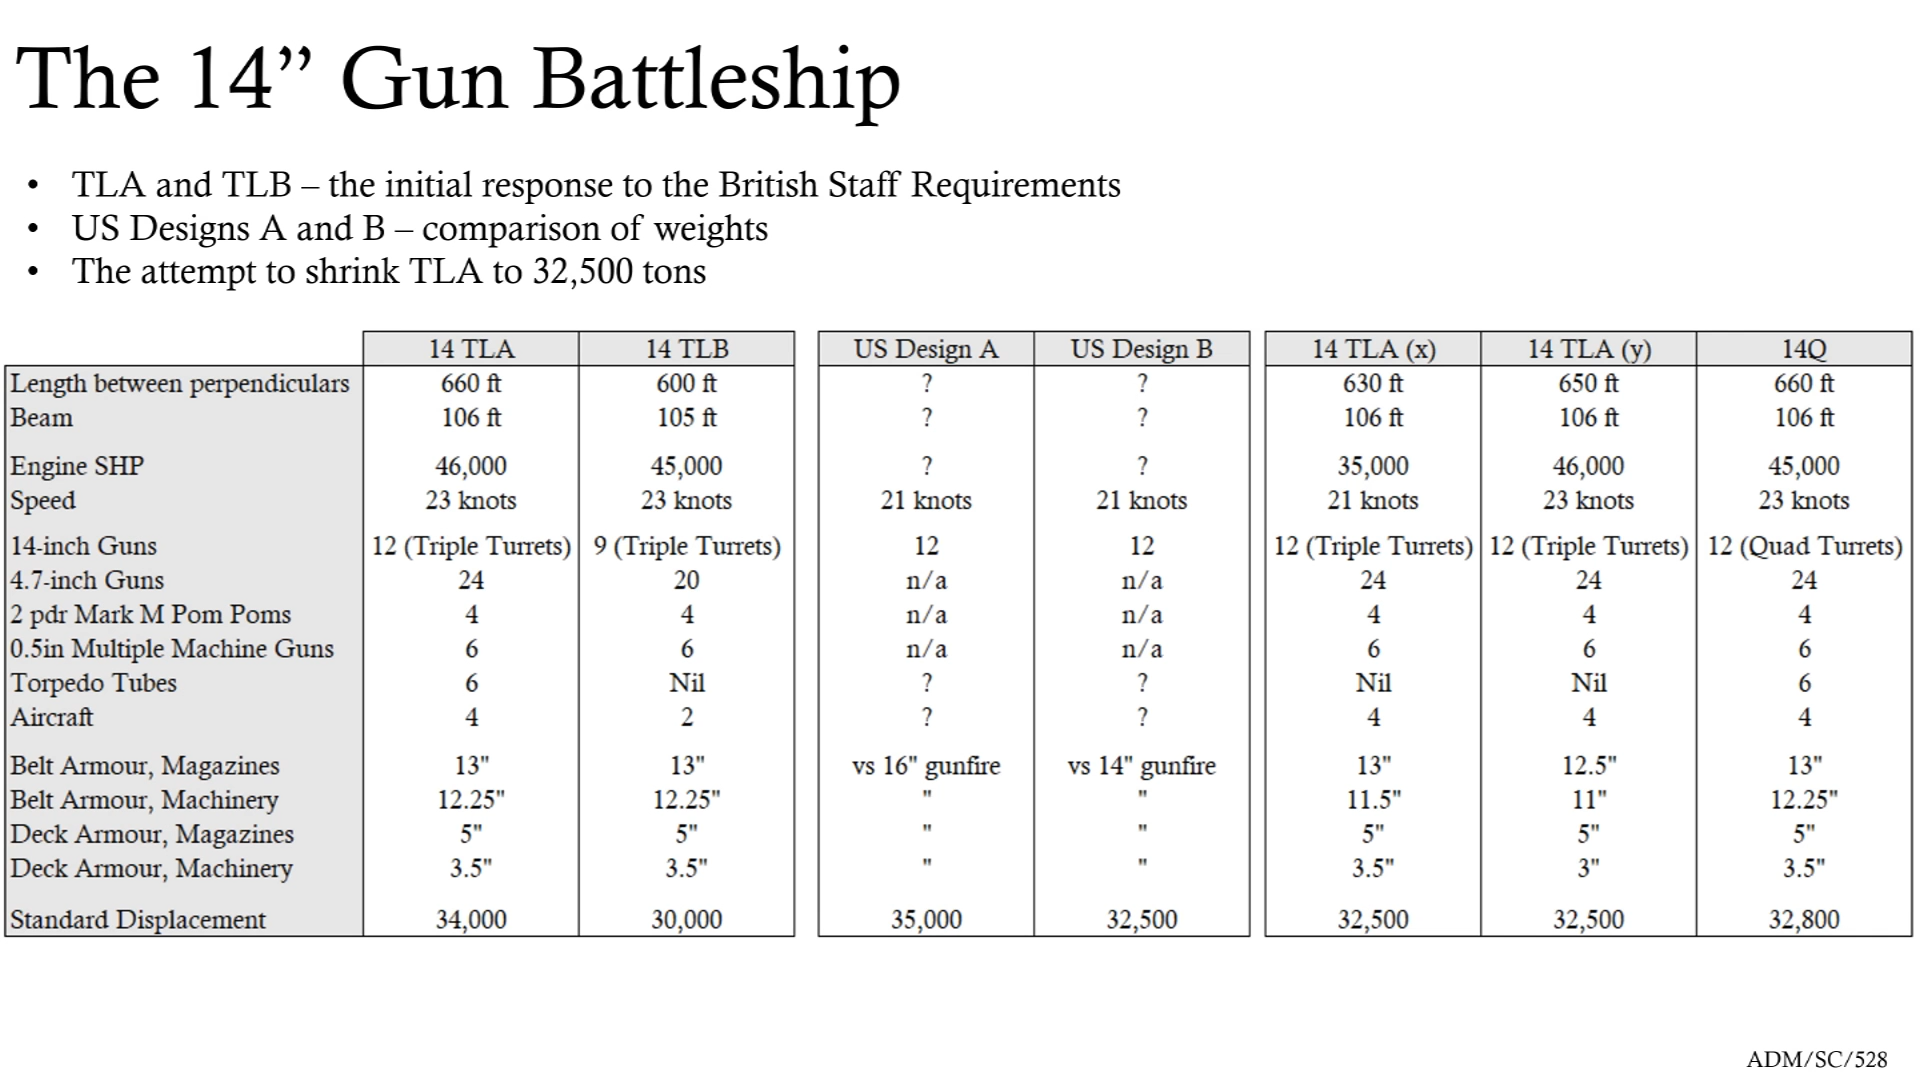 The 14” Gun Battleship
• TLA and TLB – the initial response to the British Staff Requirements
• US Designs A and B – comparison of weights
• The attempt to shrink TLA to 32,500 tons
14 TLA 14 TLB US Design A US Design B 14 TLA (x) 14 TLA (y) 14Q
Length between perpendiculars 660 ft 600 ft ? ? 630 ft 650 ft 660 ft
Beam 106 ft 105 ft ? ? 106 ft 106 ft 106 ft
Engine SHP 46,000 45,000 ? ? 35,000 46,000 45,000
Speed 23 knots 23 knots 21 knots 21 knots 21 knots 23 knots 23 knots
14-inch Guns 12 (Triple Turrets) 9 (Triple Turrets) 12 12 12 (Triple Turrets) 12 (Triple Turrets) 12 (Quad Turrets)
4.7-inch Guns 24 20 n/a n/a 24 24 24
2 pdr Mark M Pom Poms 4 4 n/a n/a 4 4 4
0.5in Multiple Machine Guns 6 6 n/a n/a 6 6 6
Torpedo Tubes 6 Nil ? ? Nil Nil 6
Aircraft 4 2 ? ? 4 4 4
Belt Armour, Magazines 13" 13" vs 16" gunfire vs 14" gunfire 13" 12.5" 13"
Belt Armour, Machinery 12.25" 12.25" " " 11.5" 11" 12.25"
Deck Armour, Magazines 5" 5" " " 5" 5" 5"
Deck Armour, Machinery 3.5" 3.5" " " 3.5" 3" 3.5"
Standard Displacement 34,000 30,000 35,000 32,500 32,500 32,500 32,800
ADM/SC/528